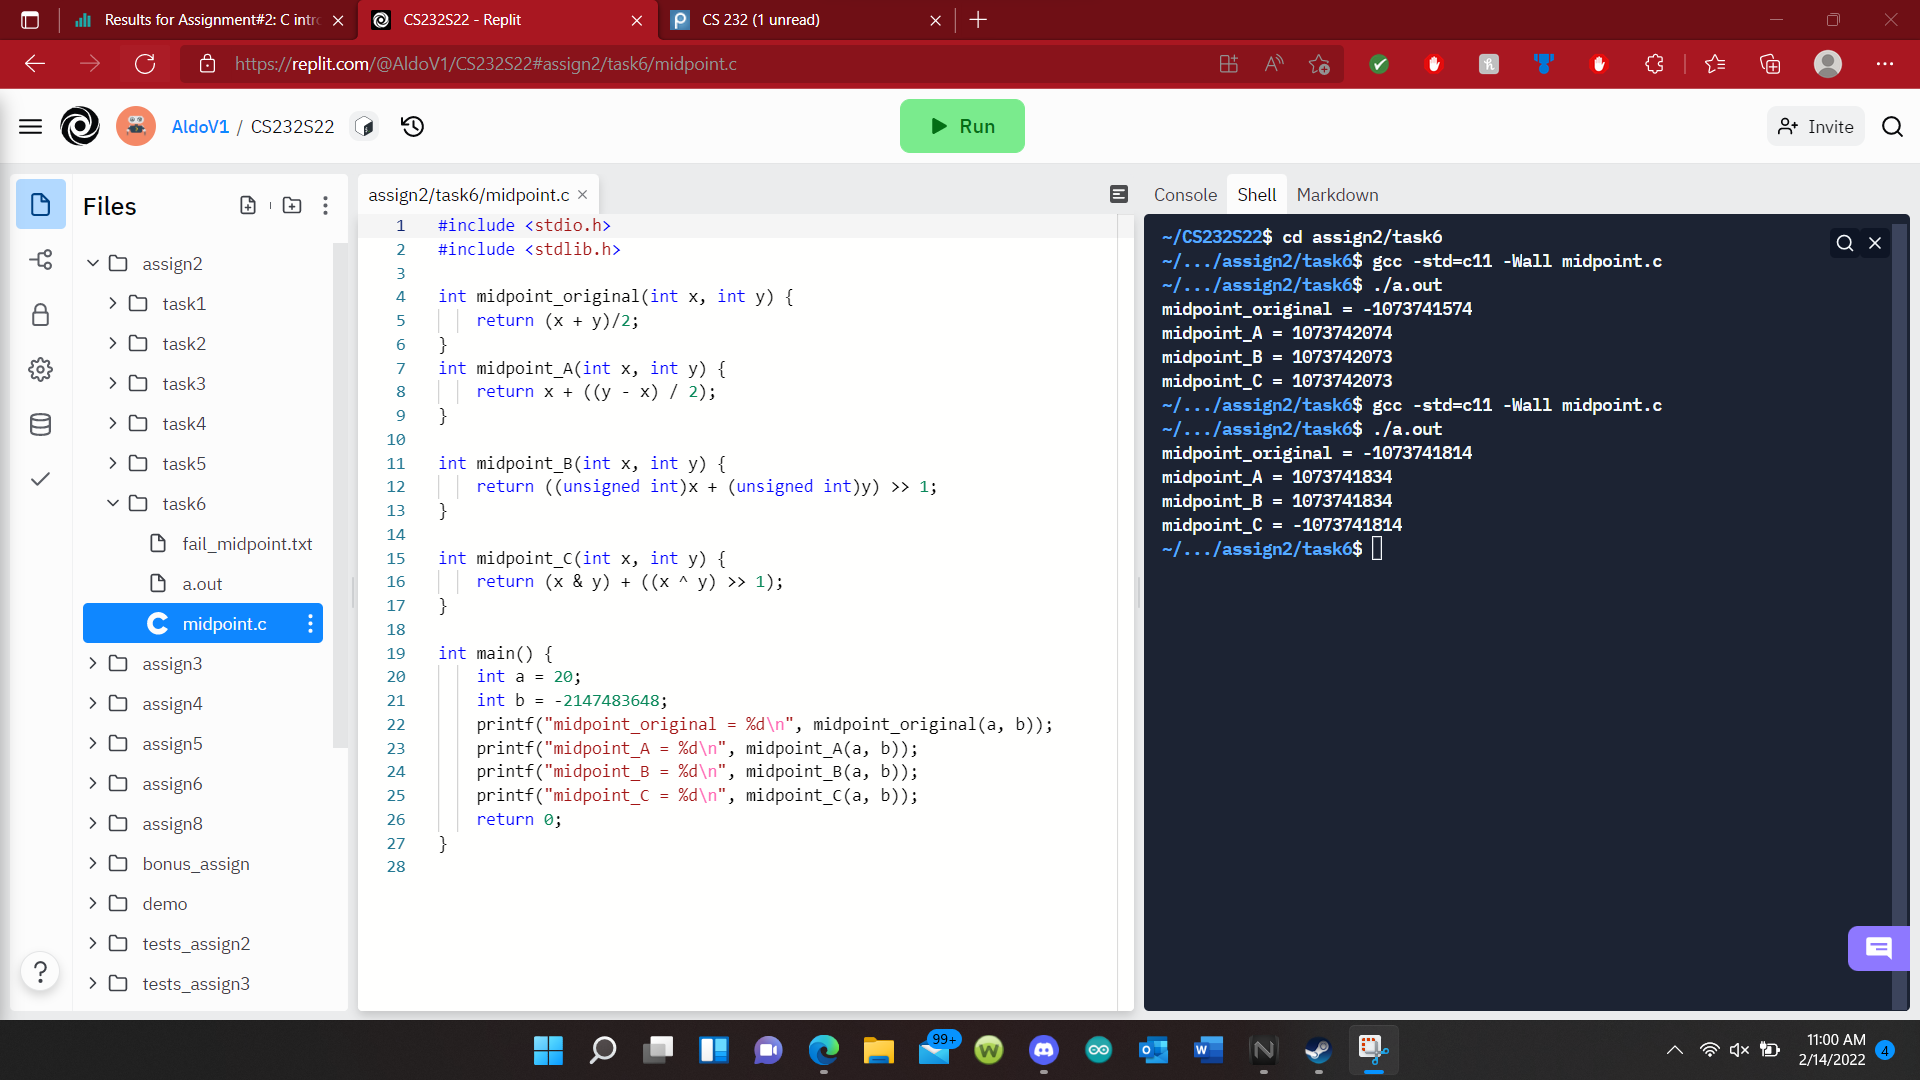 Results for Assignment#2: C intr
CS232S22 - Replit
CS 232 (1 unread)
https://replit.com/@AldoV1/CS232S22#assign2/task6/midpoint.c
AldoV1 / CS232S22
Run
Invite
Files
assign2
task1
task2
task3
task4
task5
task6
fail_midpoint.txt
a.out
midpoint.c
assign3
assign4
assign5
assign6
assign8
bonus_assign
demo
tests_assign2
tests_assign3
assign2/task6/midpoint.c
1 #include <stdio.h>
2 #include <stdlib.h>
3
4 int midpoint_original(int x, int y) {
5 return (x + y)/2;
6 }
7 int midpoint_A(int x, int y) {
8 return x + ((y - x) / 2);
9 }
10
11 int midpoint_B(int x, int y) {
12 return ((unsigned int)x + (unsigned int)y) >> 1;
13 }
14
15 int midpoint_C(int x, int y) {
16 return (x & y) + ((x ^ y) >> 1);
17 }
18
19 int main() {
20 int a = 20;
21 int b = -2147483648;
22 printf("midpoint_original = %d\n", midpoint_original(a, b));
23 printf("midpoint_A = %d\n", midpoint_A(a, b));
24 printf("midpoint_B = %d\n", midpoint_B(a, b));
25 printf("midpoint_C = %d\n", midpoint_C(a, b));
26 return 0;
27 }
28
Console Shell Markdown
~/CS232S22$ cd assign2/task6
~/.../assign2/task6$ gcc -std=c11 -Wall midpoint.c
~/.../assign2/task6$ ./a.out
midpoint_original = -1073741574
midpoint_A = 1073742074
midpoint_B = 1073742073
midpoint_C = 1073742073
~/.../assign2/task6$ gcc -std=c11 -Wall midpoint.c
~/.../assign2/task6$ ./a.out
midpoint_original = -1073741814
midpoint_A = 1073741834
midpoint_B = 1073741834
midpoint_C = -1073741814
~/.../assign2/task6$
99+
11:00 AM
2/14/2022
4